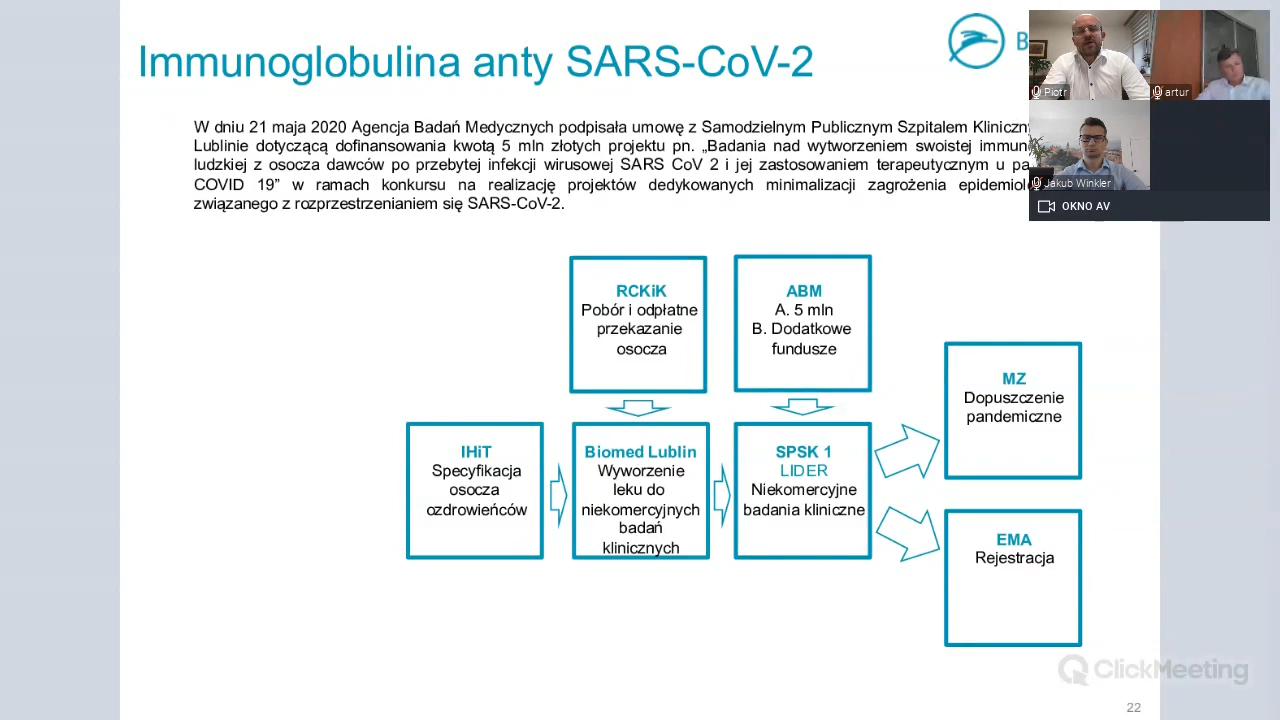 Immunoglobulina anty SARS-CoV-2
B
Piotr
artur
Jakub Winkler
OKNO AV
W dniu 21 maja 2020 Agencja Badań Medycznych podpisała umowę z Samodzielnym Publicznym Szpitalem Kliniczn
Lublinie dotyczącą dofinansowania kwotą 5 mln złotych projektu pn. „Badania nad wytworzeniem swoistej immun
ludzkiej z osocza dawców po przebytej infekcji wirusowej SARS CoV 2 i jej zastosowaniem terapeutycznym u pa
COVID 19” w ramach konkursu na realizację projektów dedykowanych minimalizacji zagrożenia epidemiolo
związanego z rozprzestrzenianiem się SARS-CoV-2.
RCKiK
Pobór i odpłatne
przekazanie
osocza
ABM
A. 5 mln
B. Dodatkowe
fundusze
MZ
Dopuszczenie
pandemiczne
IHiT
Specyfikacja
osocza
ozdrowieńców
Biomed Lublin
Wyworzenie
leku do
niekomercyjnych
badań
klinicznych
SPSK 1
LIDER
Niekomercyjne
badania kliniczne
EMA
Rejestracja
ClickMeeting
22